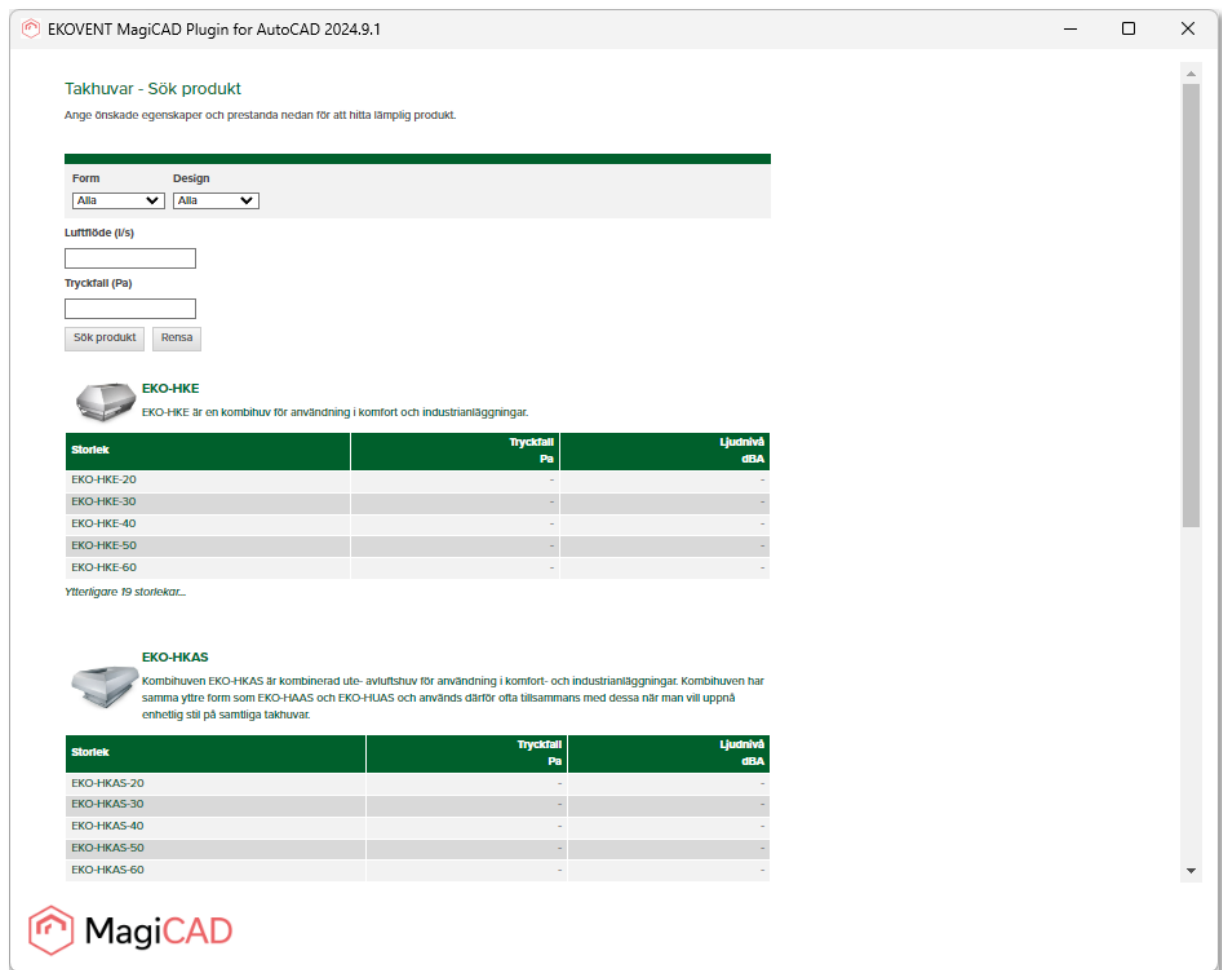 EKOVENT MagiCAD Plugin for AutoCAD 2024.9.1
Takhuvar - Sök produkt
Ange önskade egenskaper och prestanda nedan för att hitta lämplig produkt.
Form Design
Alla Alla
Luftflöde (l/s)
Tryckfall (Pa)
Sök produkt Rensa
EKO-HKE
EKO-HKE är en kombihuv för användning i komfort och industrianläggningar.
Storlek Tryckfall Pa Ljudnivå dBA
EKO-HKE-20 - -
EKO-HKE-30 - -
EKO-HKE-40 - -
EKO-HKE-50 - -
EKO-HKE-60 - -
Ytterligare 19 storlekar...
EKO-HKAS
Kombihuven EKO-HKAS är kombinerad ute- avluftshuv för användning i komfort- och industrianläggningar. Kombihuven har
samma yttre form som EKO-HAAS och EKO-HUAS och används därför ofta tillsammans med dessa när man vill uppnå
enhetlig stil på samtliga takhuvar.
Storlek Tryckfall Pa Ljudnivå dBA
EKO-HKAS-20 - -
EKO-HKAS-30 - -
EKO-HKAS-40 - -
EKO-HKAS-50 - -
EKO-HKAS-60 - -
MagiCAD